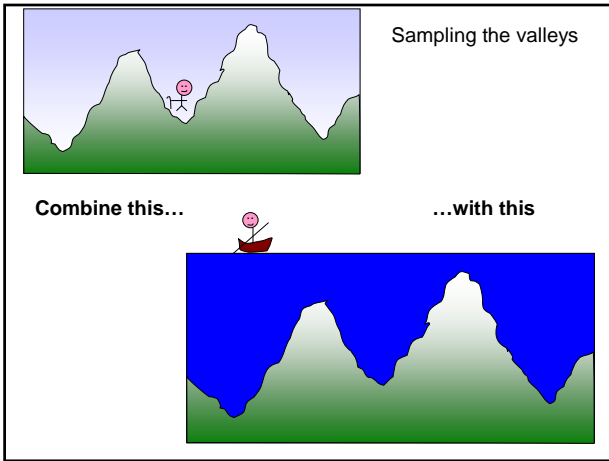 Sampling the valleys
Combine this…
…with this